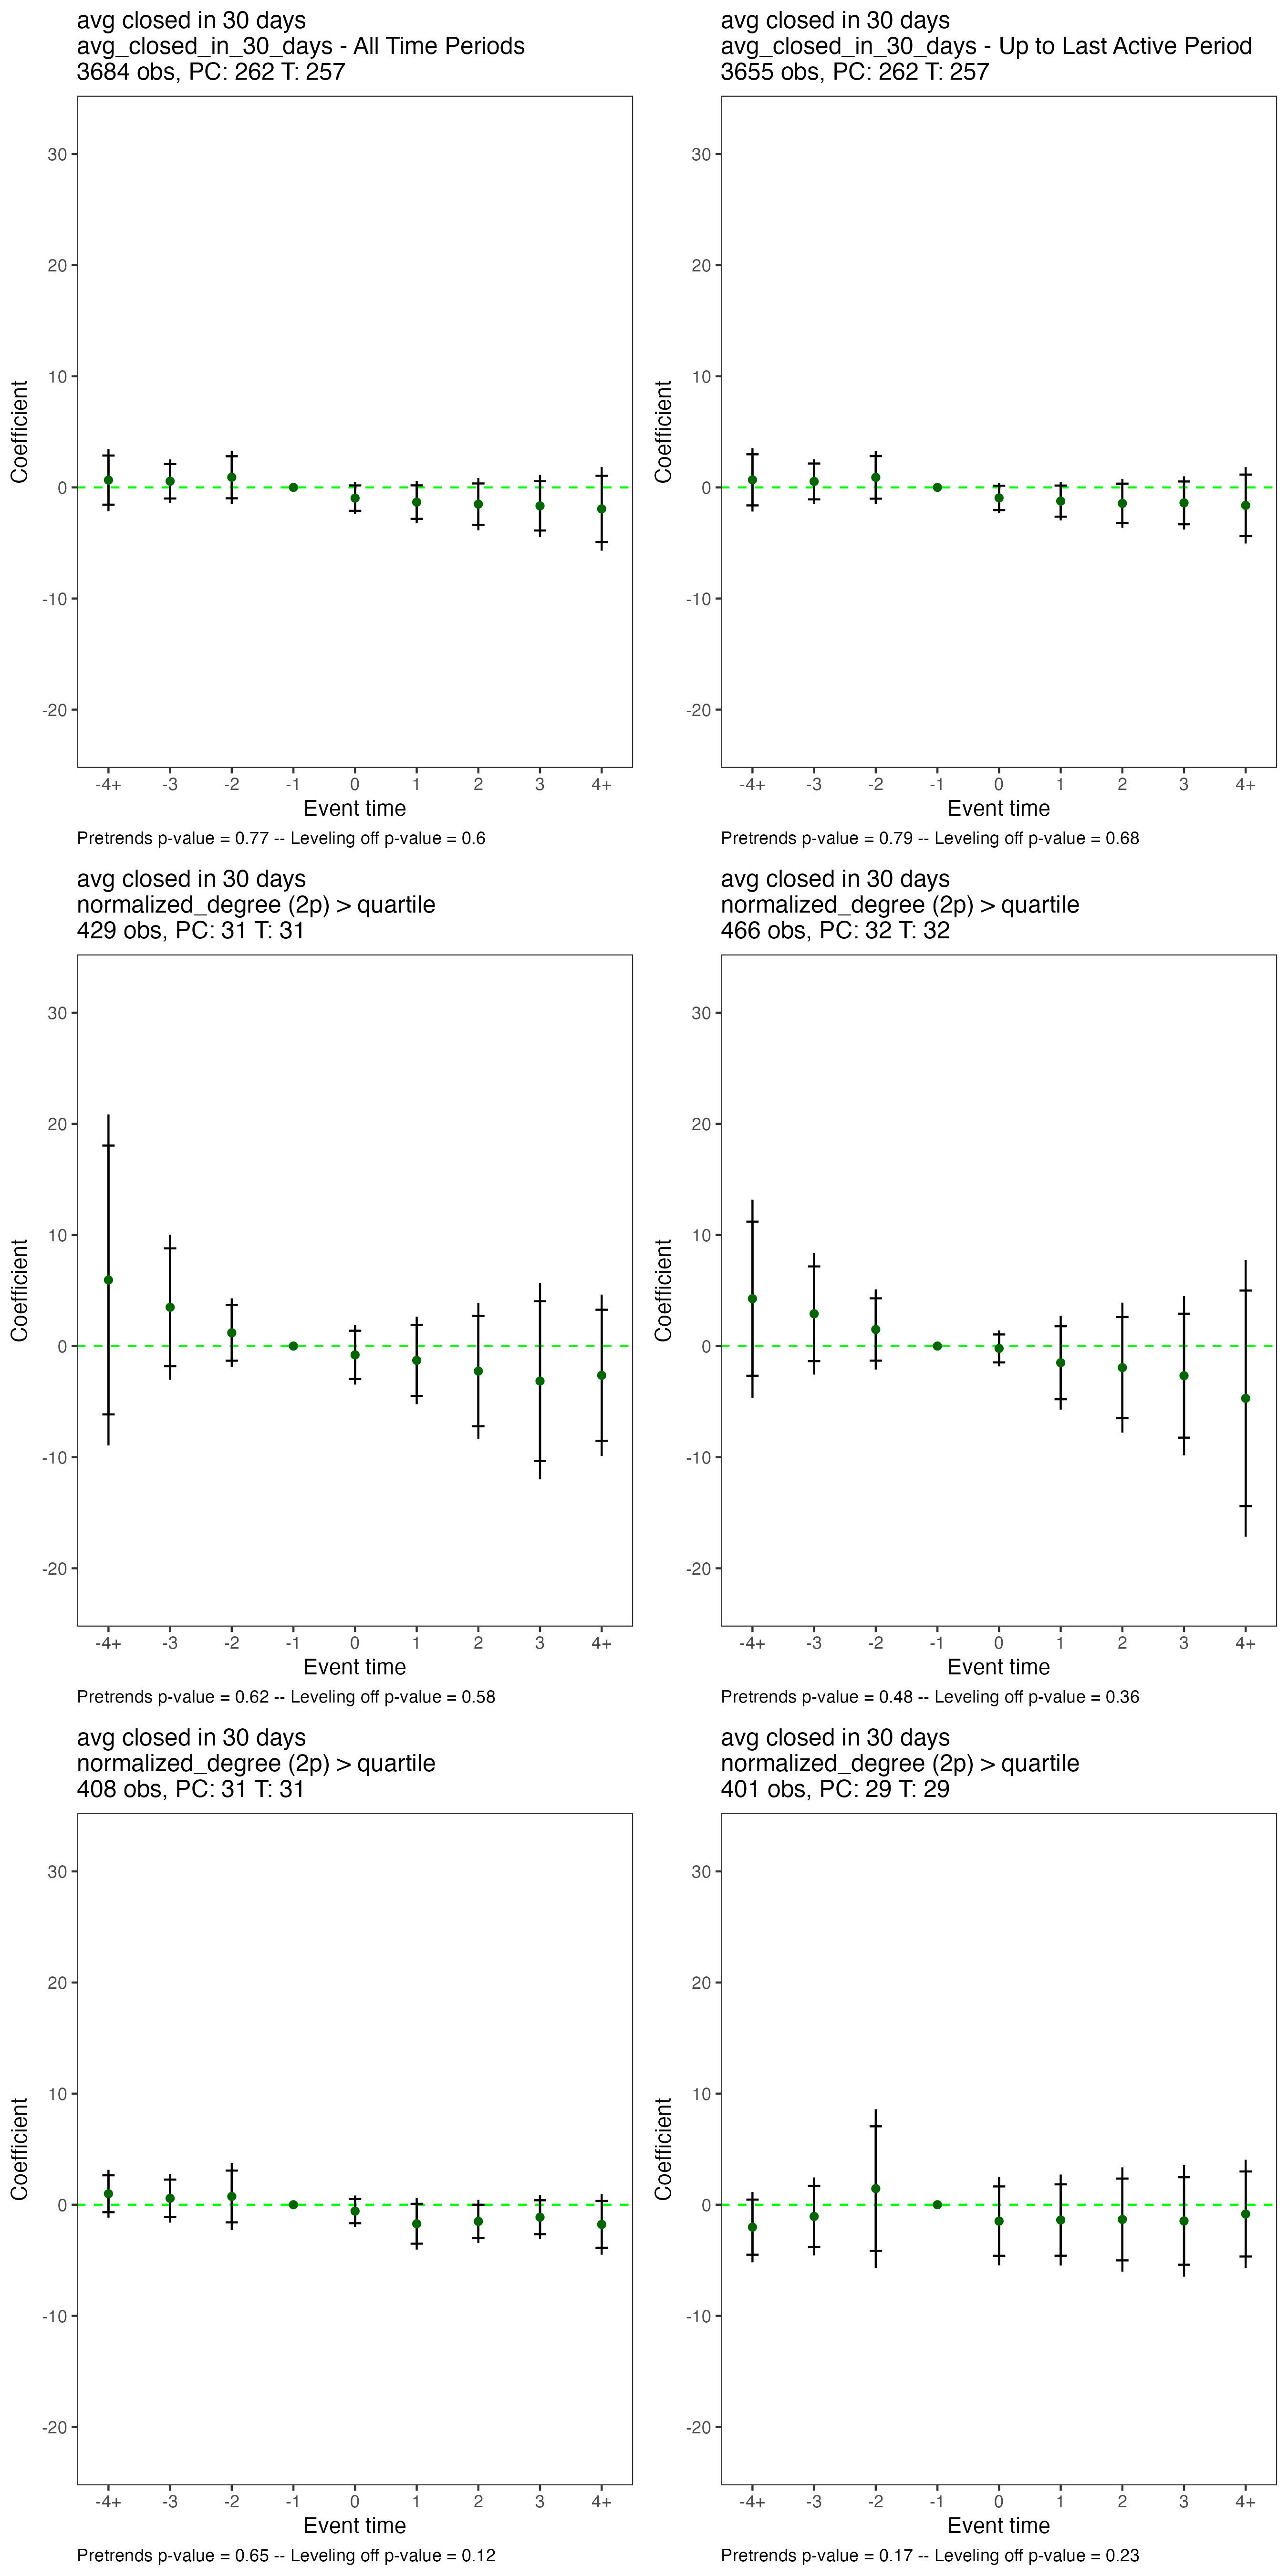 avg closed in 30 days
avg_closed_in_30_days - All Time Periods
3684 obs, PC: 262 T: 257
30
20
10
0
-10
-20
Coefficient
-4+ -3 -2 -1 0 1 2 3 4+
Event time
Pretrends p-value = 0.77 -- Leveling off p-value = 0.6
avg closed in 30 days
avg_closed_in_30_days - Up to Last Active Period
3655 obs, PC: 262 T: 257
30
20
10
0
-10
-20
Coefficient
-4+ -3 -2 -1 0 1 2 3 4+
Event time
Pretrends p-value = 0.79 -- Leveling off p-value = 0.68
avg closed in 30 days
normalized_degree (2p) > quartile
429 obs, PC: 31 T: 31
30
20
10
0
-10
-20
Coefficient
-4+ -3 -2 -1 0 1 2 3 4+
Event time
Pretrends p-value = 0.62 -- Leveling off p-value = 0.58
avg closed in 30 days
normalized_degree (2p) > quartile
466 obs, PC: 32 T: 32
30
20
10
0
-10
-20
Coefficient
-4+ -3 -2 -1 0 1 2 3 4+
Event time
Pretrends p-value = 0.48 -- Leveling off p-value = 0.36
avg closed in 30 days
normalized_degree (2p) > quartile
408 obs, PC: 31 T: 31
30
20
10
0
-10
-20
Coefficient
-4+ -3 -2 -1 0 1 2 3 4+
Event time
Pretrends p-value = 0.65 -- Leveling off p-value = 0.12
avg closed in 30 days
normalized_degree (2p) > quartile
401 obs, PC: 29 T: 29
30
20
10
0
-10
-20
Coefficient
-4+ -3 -2 -1 0 1 2 3 4+
Event time
Pretrends p-value = 0.17 -- Leveling off p-value = 0.23